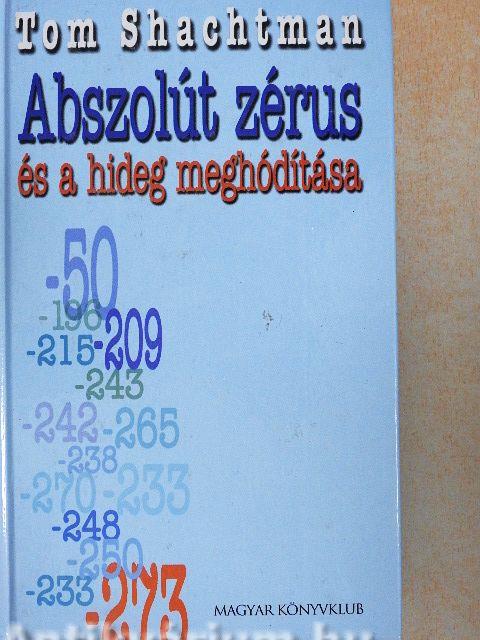 Tom Shachtman
Abszolút zérus
és a hideg meghódítása
-50
-196
-215 -209
-243
-242 -265
-238
-270 -233
-248
-250
-233
-273
MAGYAR KÖNYVKLUB